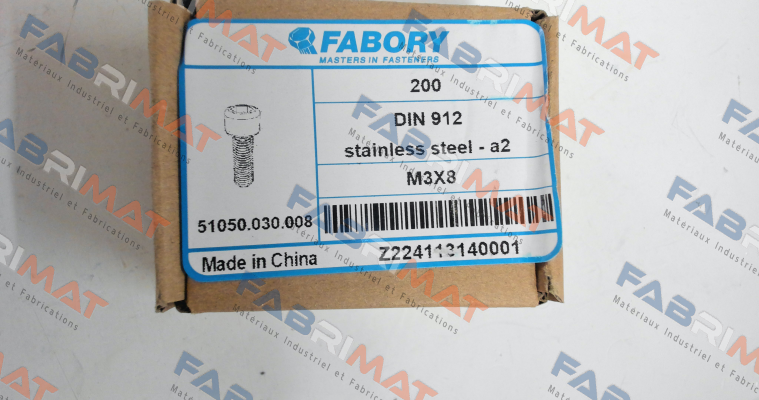 FABORY
MASTERS IN FASTENERS
200
DIN 912
stainless steel - a2
M3X8
51050.030.008
Made in China
Z224113140001
FABRIMAT
Matériaux Industriel et Fabrications